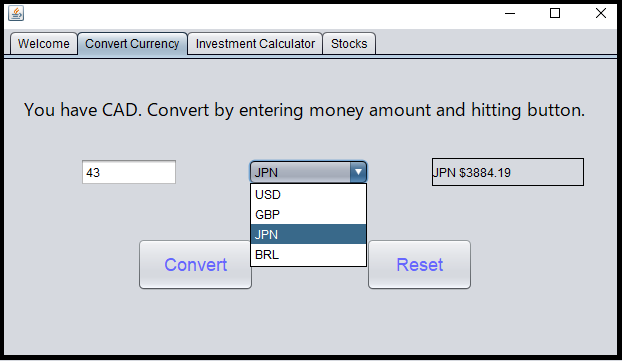 Welcome Convert Currency Investment Calculator Stocks
You have CAD. Convert by entering money amount and hitting button.
43 JPN JPN $3884.19
USD
GBP
JPN
BRL
Convert Reset